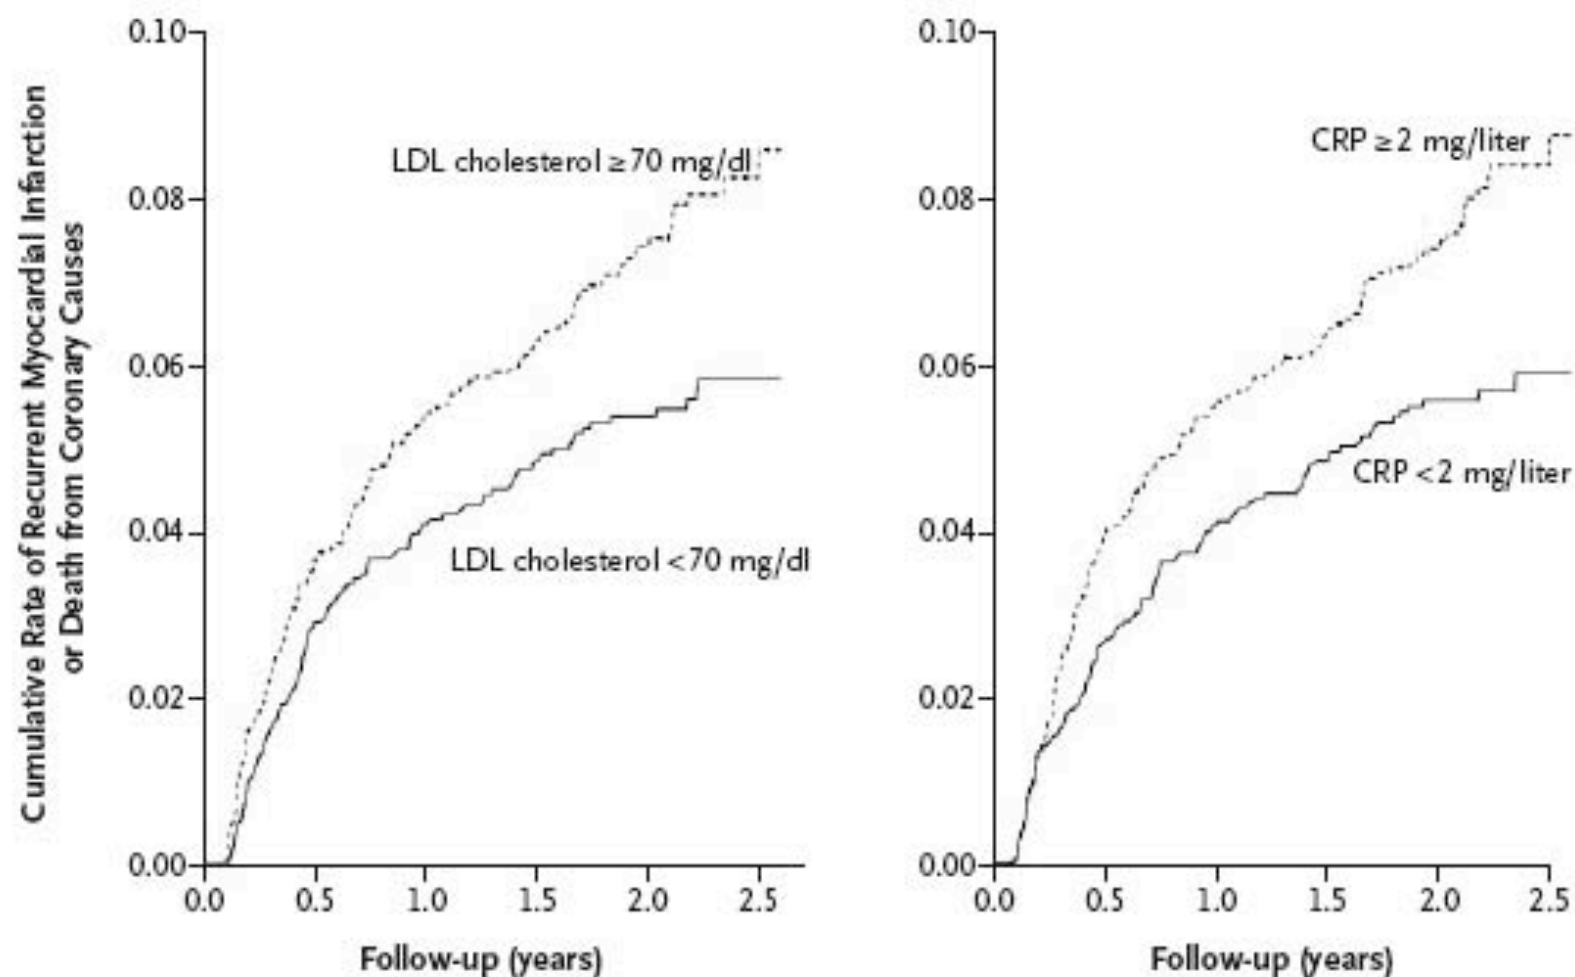 Cumulative Rate of Recurrent Myocardial Infarction
or Death from Coronary Causes
0.10
0.08
0.06
0.04
0.02
0.00
LDL cholesterol ≥70 mg/dl
LDL cholesterol <70 mg/dl
0.0 0.5 1.0 1.5 2.0 2.5
Follow-up (years)
0.10
0.08
0.06
0.04
0.02
0.00
CRP ≥2 mg/liter
CRP <2 mg/liter
0.0 0.5 1.0 1.5 2.0 2.5
Follow-up (years)